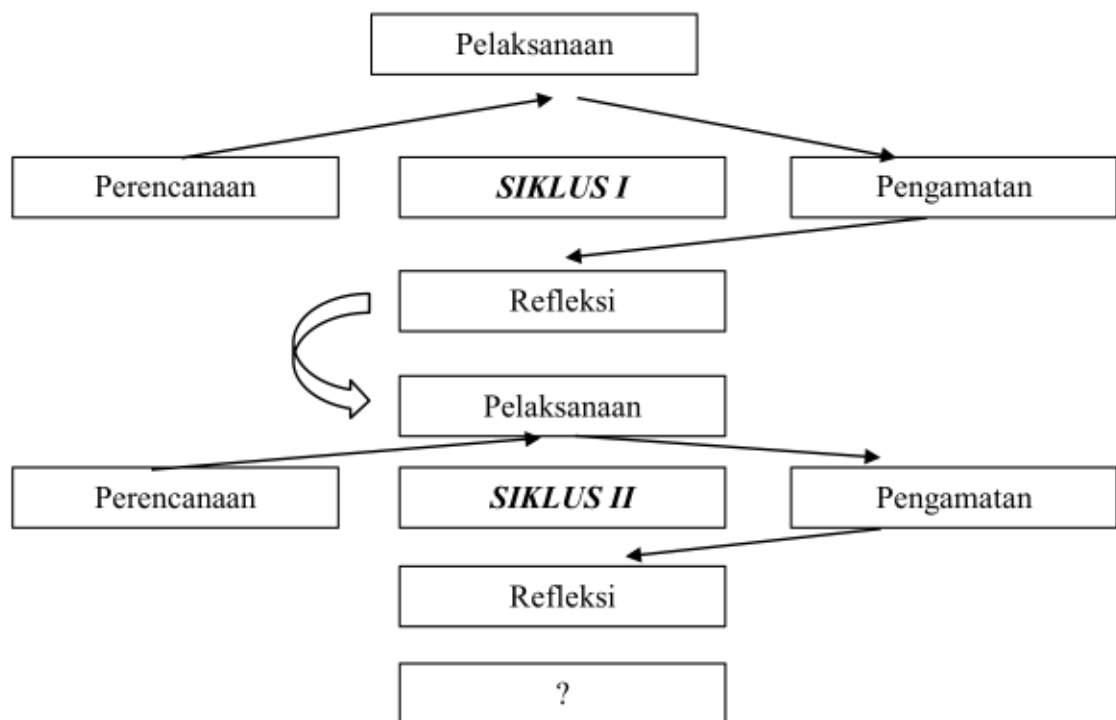 Pelaksanaan
Perencanaan
SIKLUS I
Pengamatan
Refleksi
Pelaksanaan
Perencanaan
SIKLUS II
Pengamatan
Refleksi
?